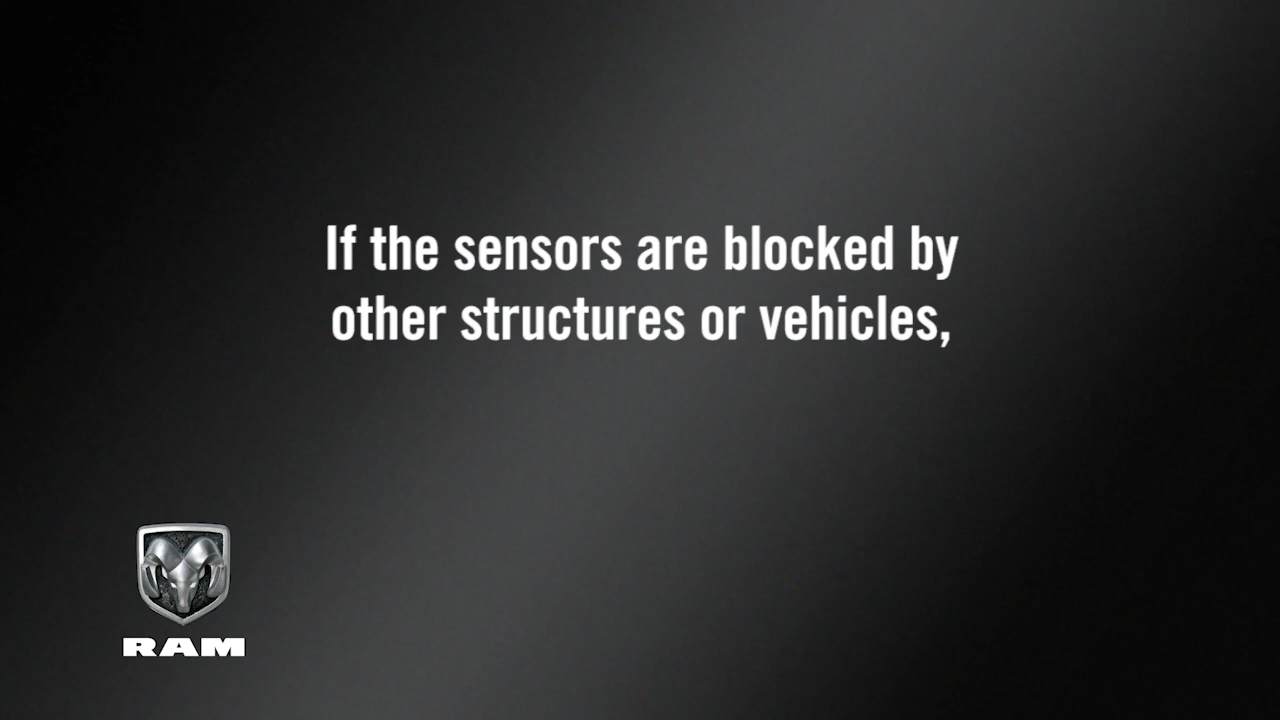 If the sensors are blocked by
other structures or vehicles,
RAM